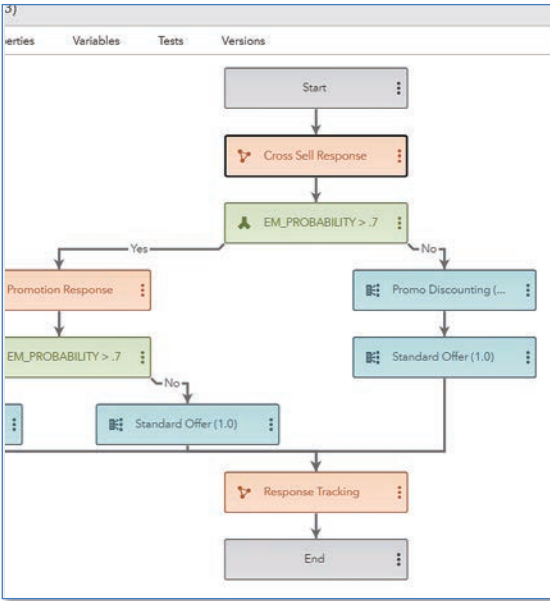 3)
erties Variables Tests Versions
Start
Cross Sell Response
EM_PROBABILITY > .7
Yes
No
Promotion Response
Promo Discounting (...
EM_PROBABILITY > .7
Standard Offer (1.0)
No
Standard Offer (1.0)
Response Tracking
End